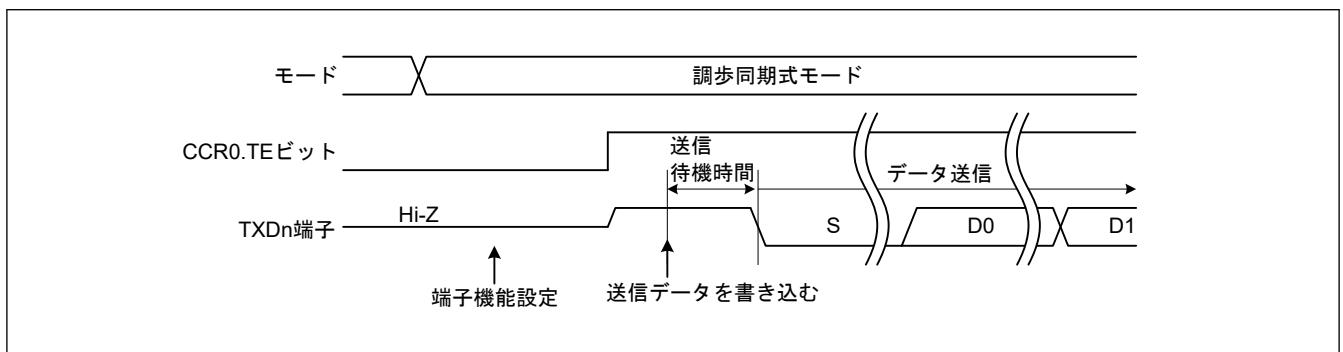 モード
調歩同期式モード
CCR0.TEビット
送信
待機時間
データ送信
TXDn端子
Hi-Z
S
D0
D1
端子機能設定
送信データを書き込む